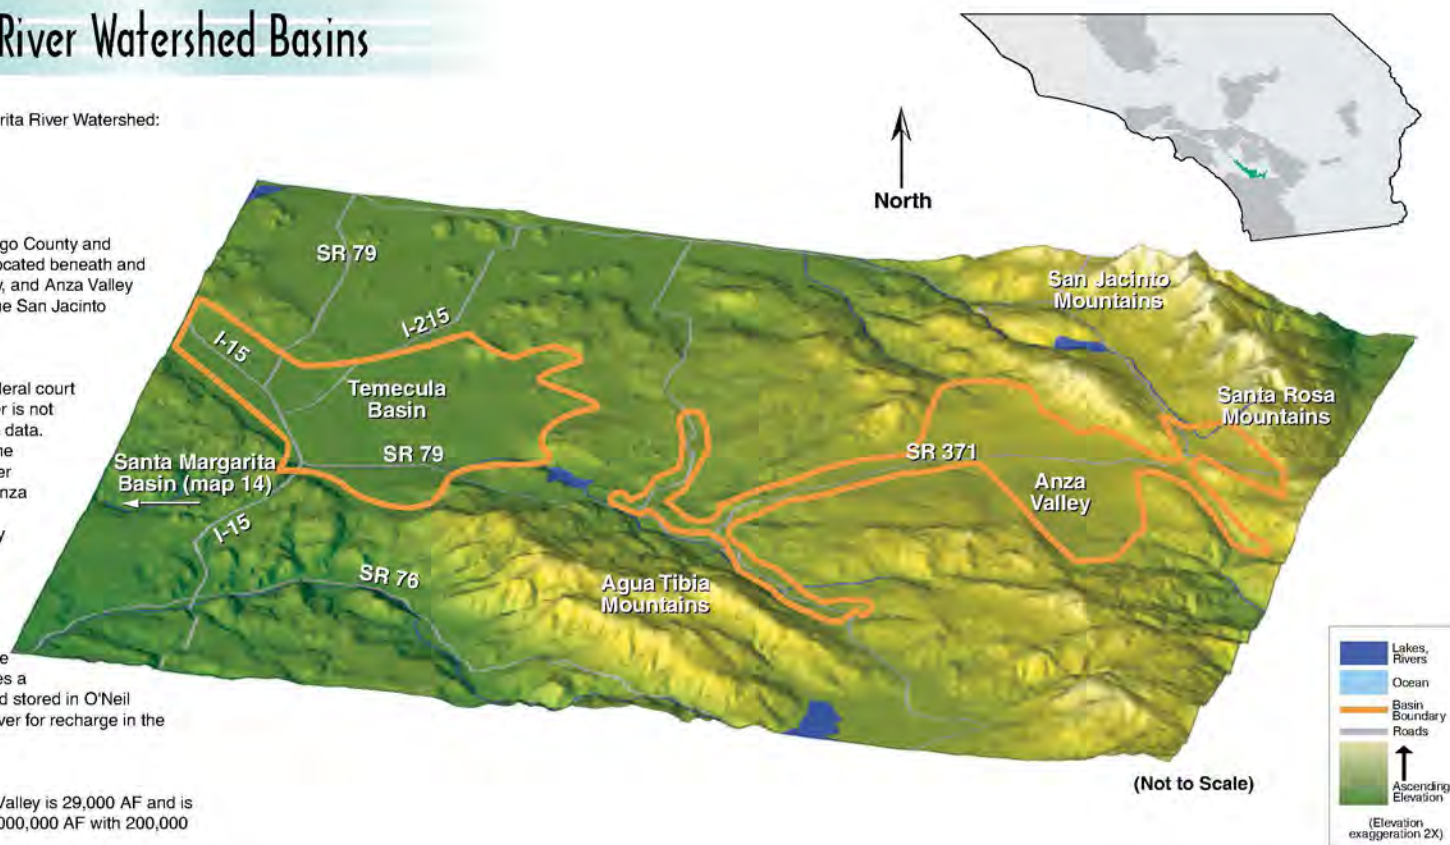 River Watershed Basins
rita River Watershed:
go County and
ocated beneath and
, and Anza Valley
e San Jacinto
deral court
er is not
data.
ne
er
nza
y
e
es a
d stored in O'Neil
ver for recharge in the
Valley is 29,000 AF and is
000,000 AF with 200,000
North
SR 79
I-215
I-15
Temecula
Basin
SR 79
Santa Margarita
Basin (map 14)
I-15
SR 76
Agua Tibia
Mountains
San Jacinto
Mountains
Santa Rosa
Mountains
SR 371
Anza
Valley
(Not to Scale)
Lakes,
Rivers
Ocean
Basin
Boundary
Roads
Ascending
Elevation
(Elevation
exaggeration 2X)